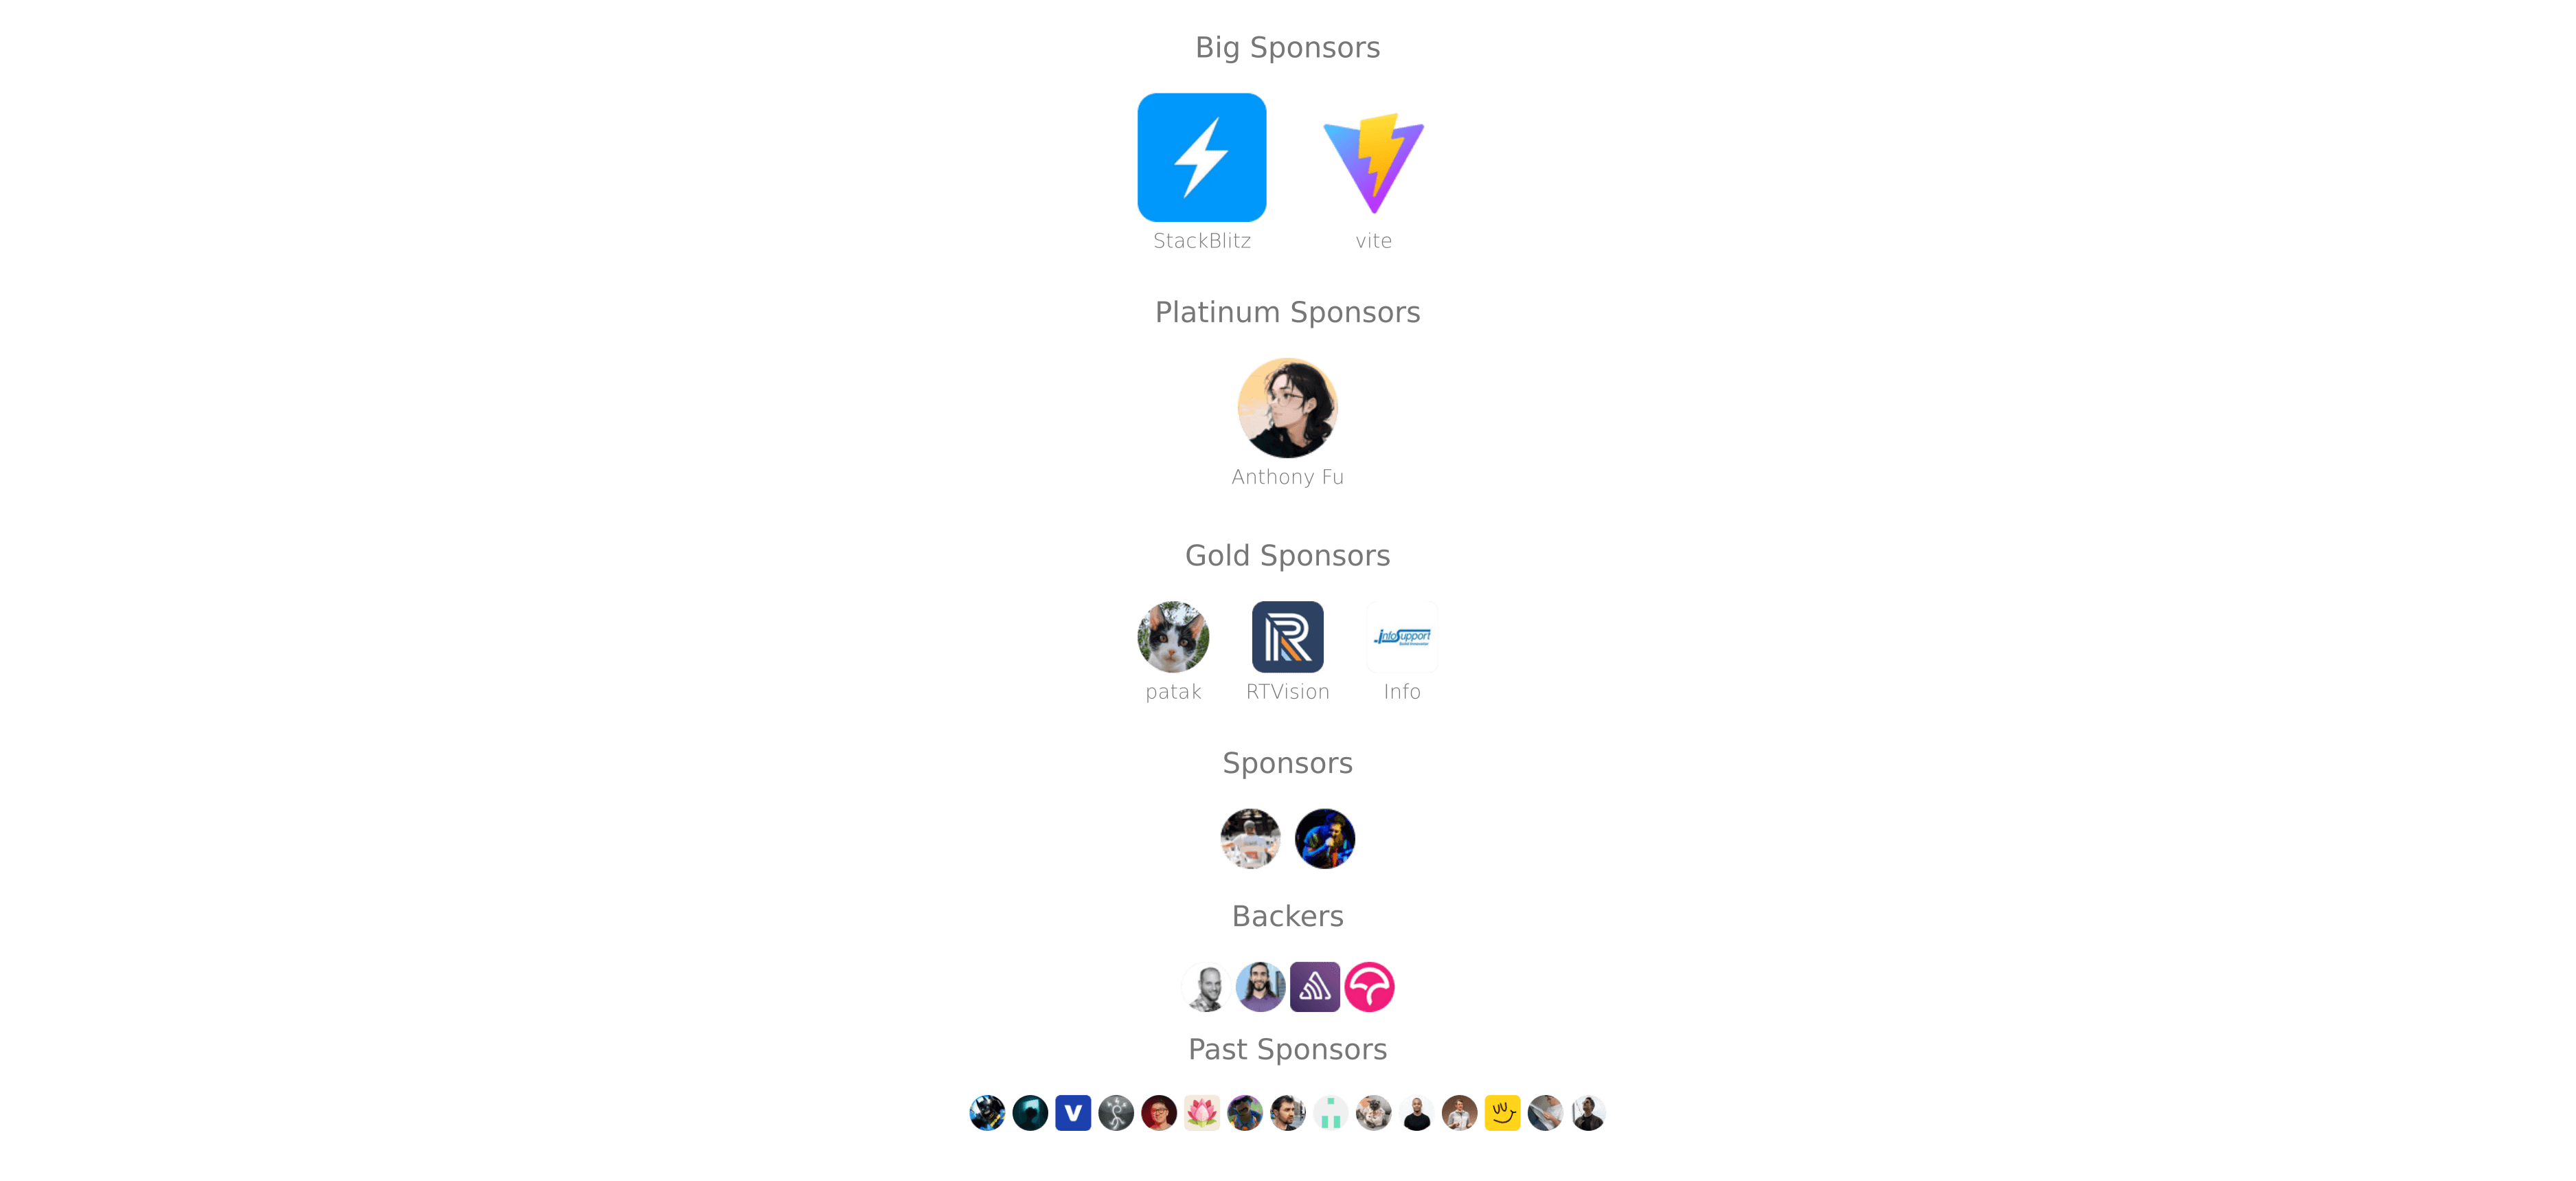 Big Sponsors
StackBlitz
vite
Platinum Sponsors
Anthony Fu
Gold Sponsors
infoSupport
patak
RTVision
Info
Sponsors
Backers
Past Sponsors
V